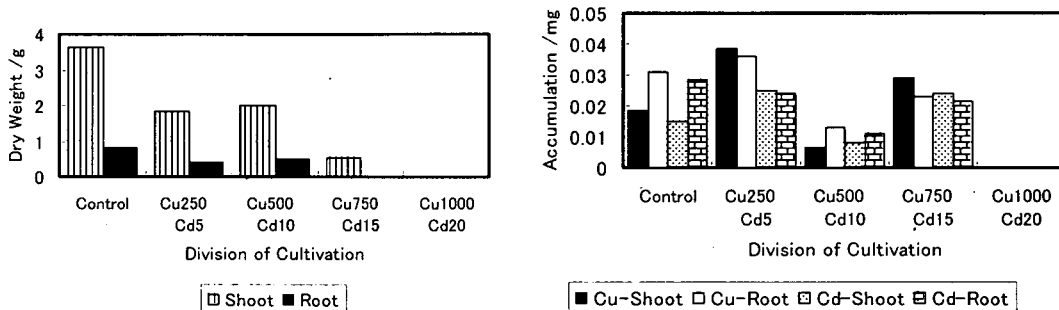 4
3
2
1
0
Dry Weight /g
Control Cu250 Cu500 Cu750 Cu1000
Cd5 Cd10 Cd15 Cd20
Division of Cultivation
Shoot Root
0.05
0.04
0.03
0.02
0.01
0
Accumulation /mg
Control Cu250 Cu500 Cu750 Cu1000
Cd5 Cd10 Cd15 Cd20
Division of Cultivation
Cu-Shoot Cu-Root Cd-Shoot Cd-Root